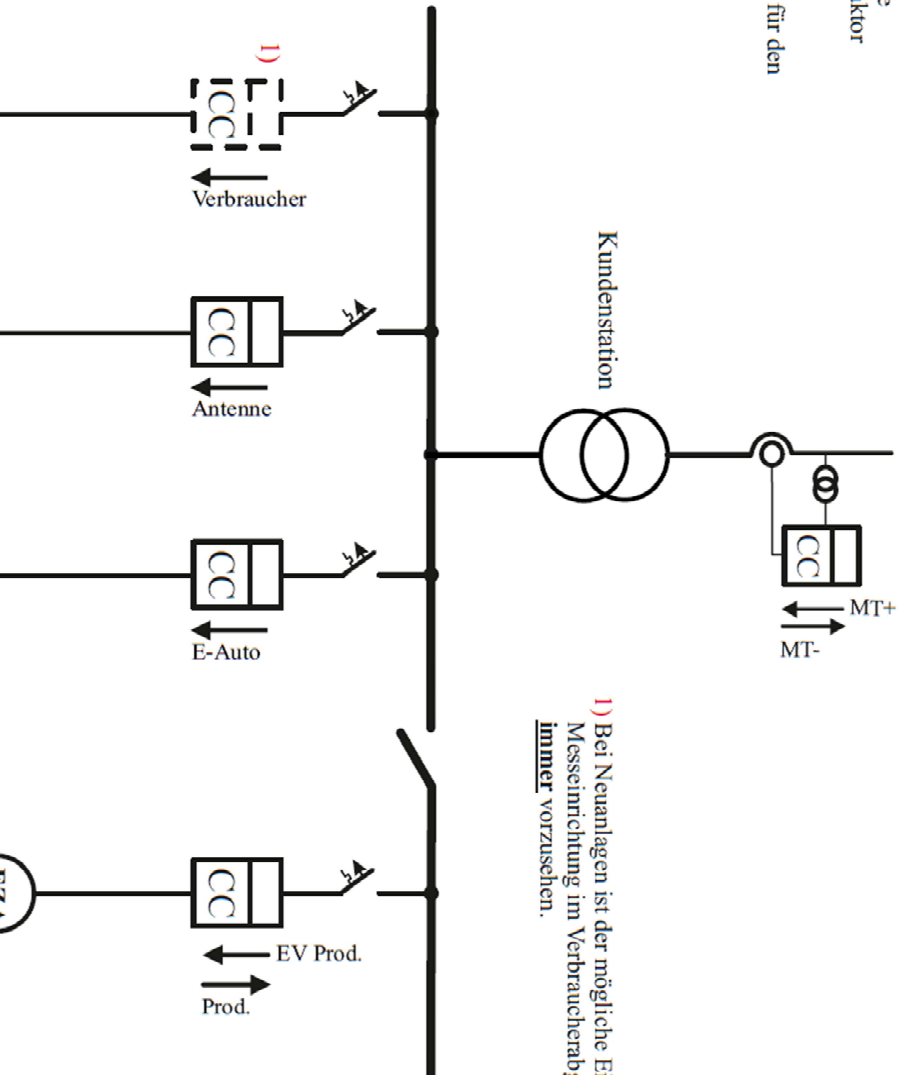 für den
Kundenstation
CC
MT+
MT-
1)
CC
Verbraucher
CC
Antenne
CC
E-Auto
CC
EV Prod.
Prod.
1) Bei Neuanlagen ist der mögliche
Messeinrichtung im
immer vorzusehen.